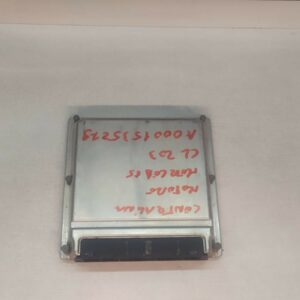 CENTRALINA
MOTORE
MERCEDES
CL 203
A0001535279